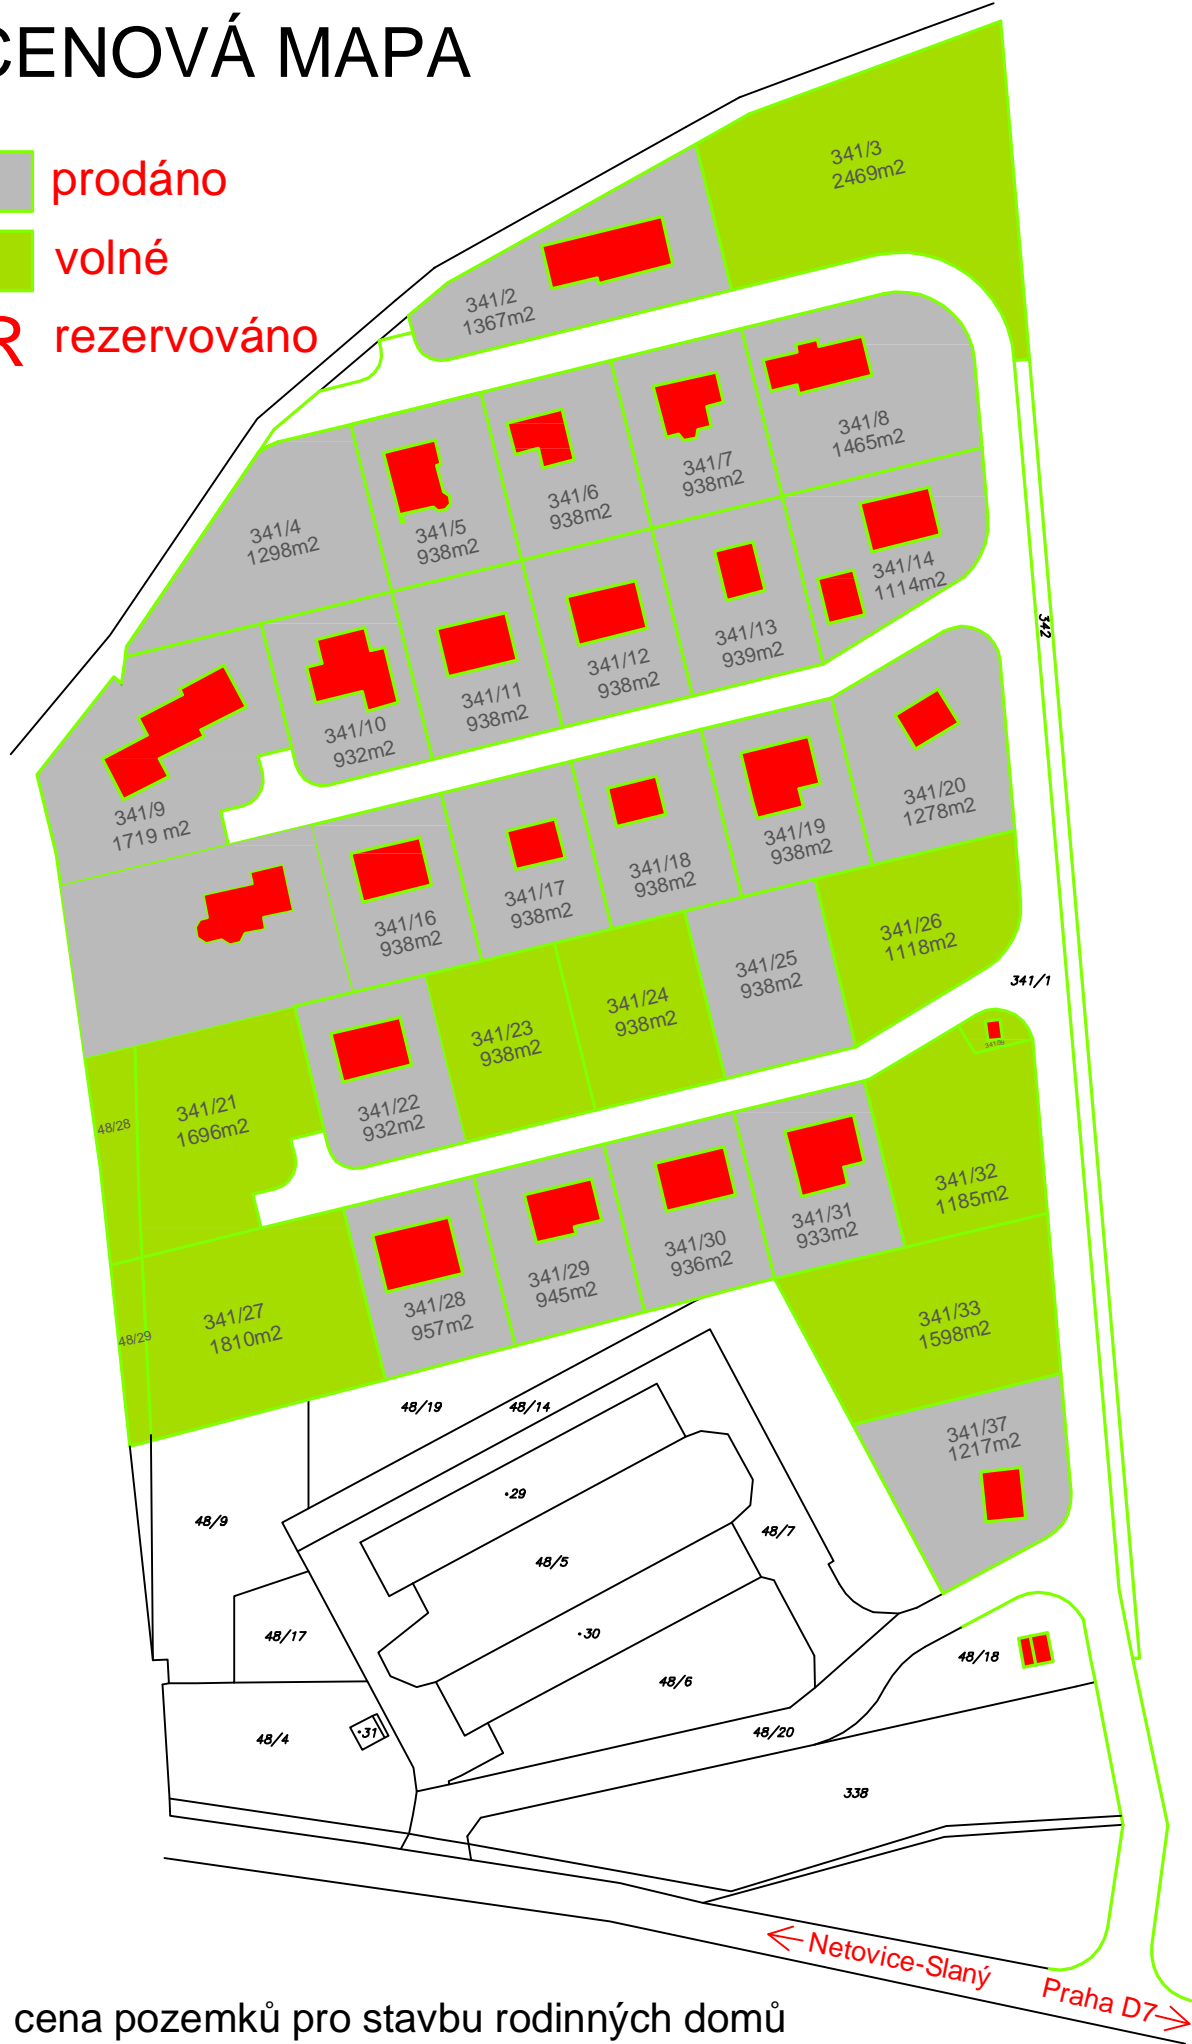 CENOVÁ MAPA
prodáno
volné
R rezervováno
341/3
2469m2
341/2
1367m2
341/8
1465m2
341/7
938m2
341/6
938m2
341/5
938m2
341/4
1298m2
341/14
1114m2
341/13
939m2
341/12
938m2
341/11
938m2
341/10
932m2
341/9
1719 m2
342
341/20
1278m2
341/19
938m2
341/18
938m2
341/17
938m2
341/16
938m2
341/26
1118m2
341/25
938m2
341/24
938m2
341/23
938m2
341/22
932m2
341/21
1696m2
48/28
341/1
341/32
1185m2
341/31
933m2
341/30
936m2
341/29
945m2
341/28
957m2
341/27
1810m2
48/29
341/33
1598m2
341/37
1217m2
48/19
48/14
•29
48/9
48/5
48/7
48/17
•30
48/18
48/6
48/4
•31
48/20
338
Netovice-Slaný
Praha D7
cena pozemků pro stavbu rodinných domů